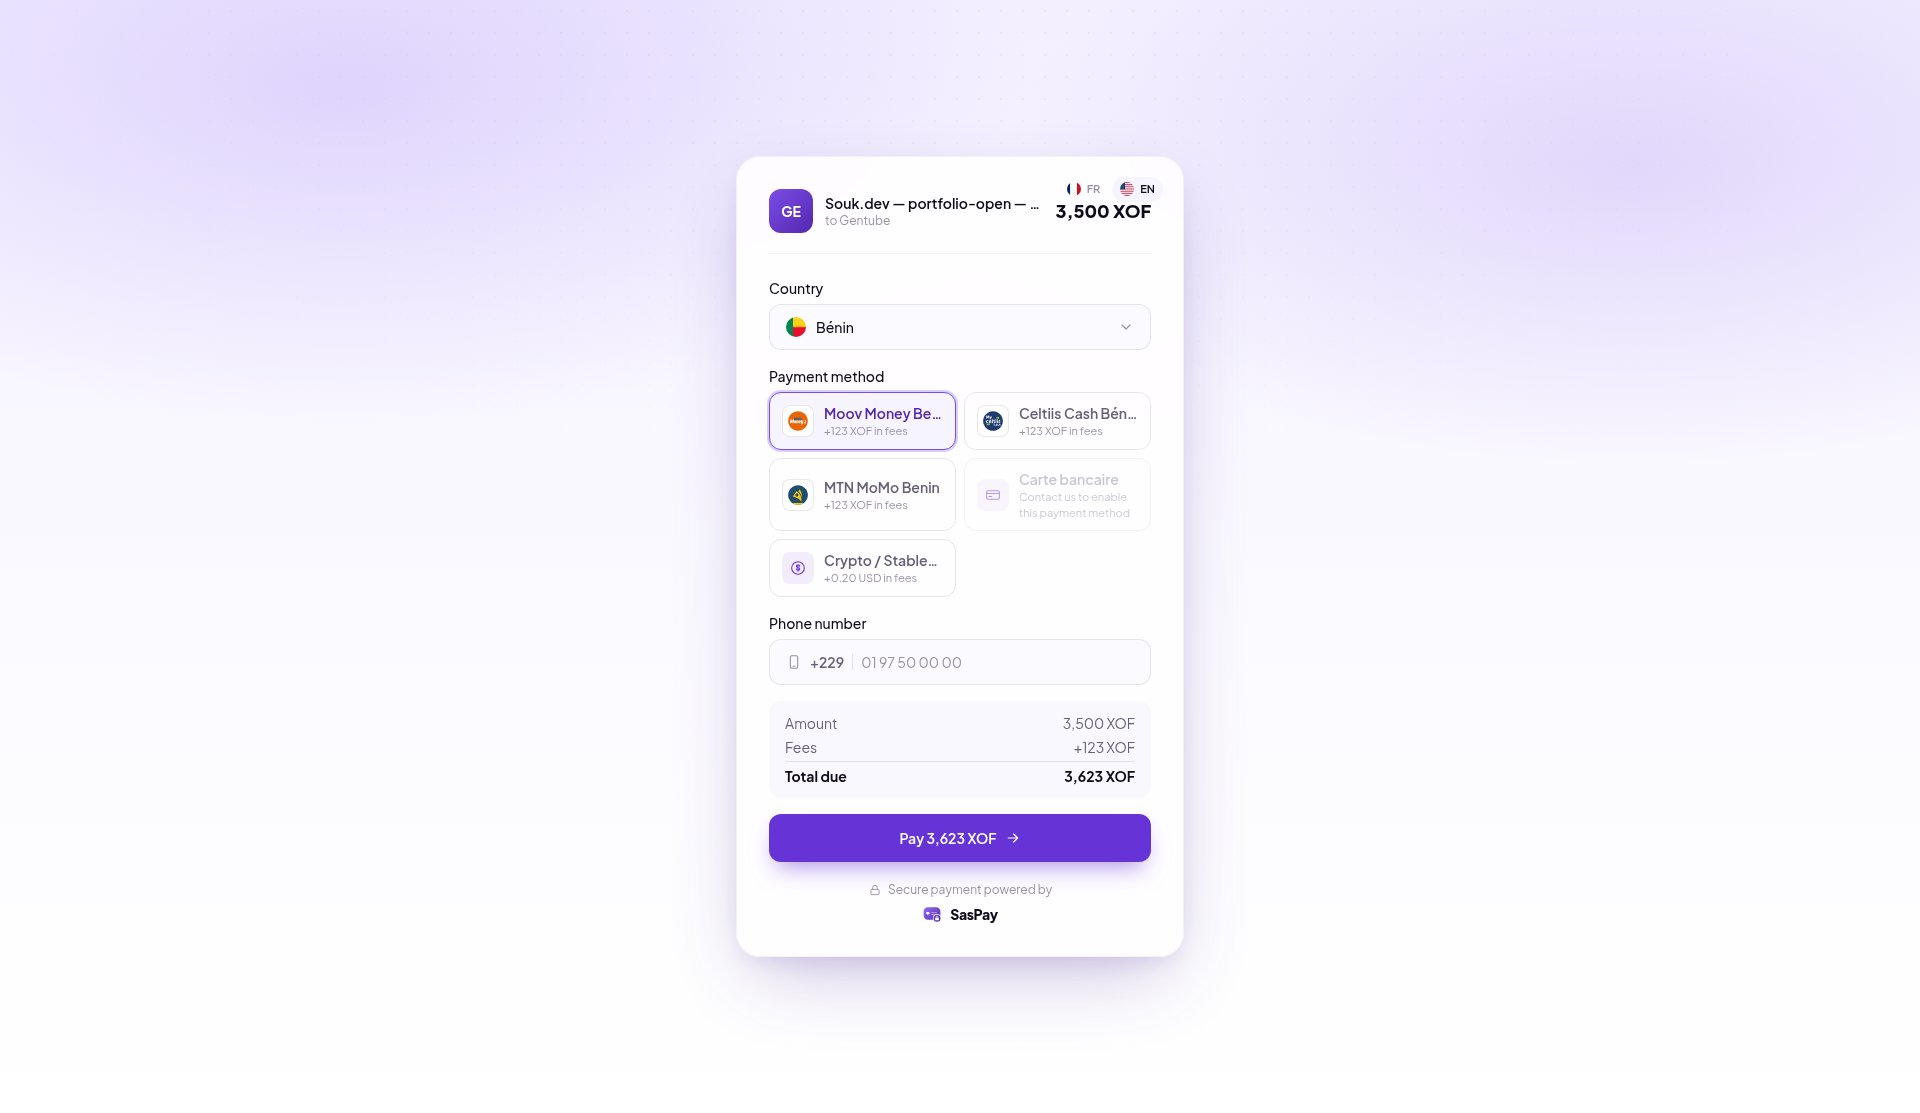 FR EN
GE
Souk.dev — portfolio-open — …
3,500 XOF
to Gentube
Country
Bénin
Payment method
Moov Money Be…
+123 XOF in fees
Celtiis Cash Bén…
+123 XOF in fees
MTN MoMo Benin
+123 XOF in fees
Carte bancaire
Contact us to enable
this payment method
Crypto / Stable…
+0.20 USD in fees
Phone number
+229 01 97 50 00 00
Amount 3,500 XOF
Fees +123 XOF
Total due 3,623 XOF
Pay 3,623 XOF →
Secure payment powered by
SasPay